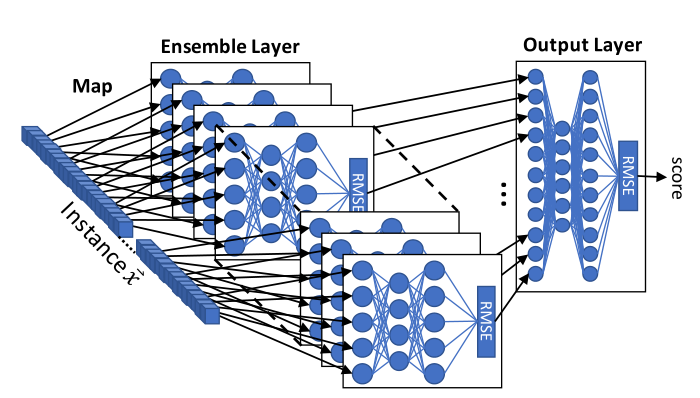 Ensemble Layer
Output Layer
Map
RMSE
RMSE
score
...
Instance x⃗
....
RMSE